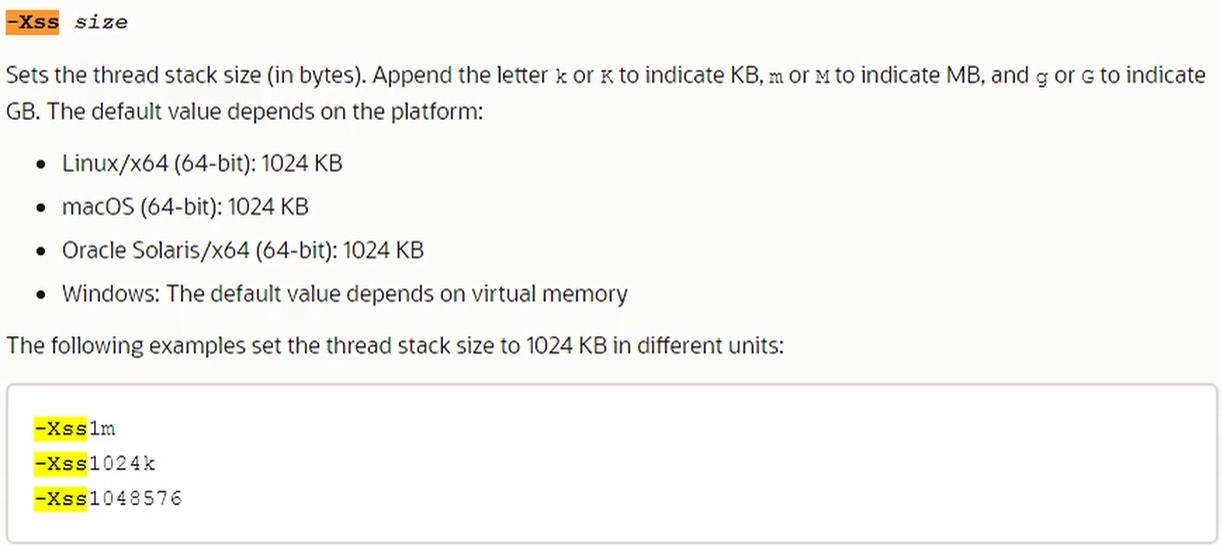 -Xss size
Sets the thread stack size (in bytes). Append the letter k or K to indicate KB, m or M to indicate MB, and g or G to indicate
GB. The default value depends on the platform:
• Linux/x64 (64-bit): 1024 KB
• macOS (64-bit): 1024 KB
• Oracle Solaris/x64 (64-bit): 1024 KB
• Windows: The default value depends on virtual memory
The following examples set the thread stack size to 1024 KB in different units:
-Xss1m
-Xss1024k
-Xss1048576